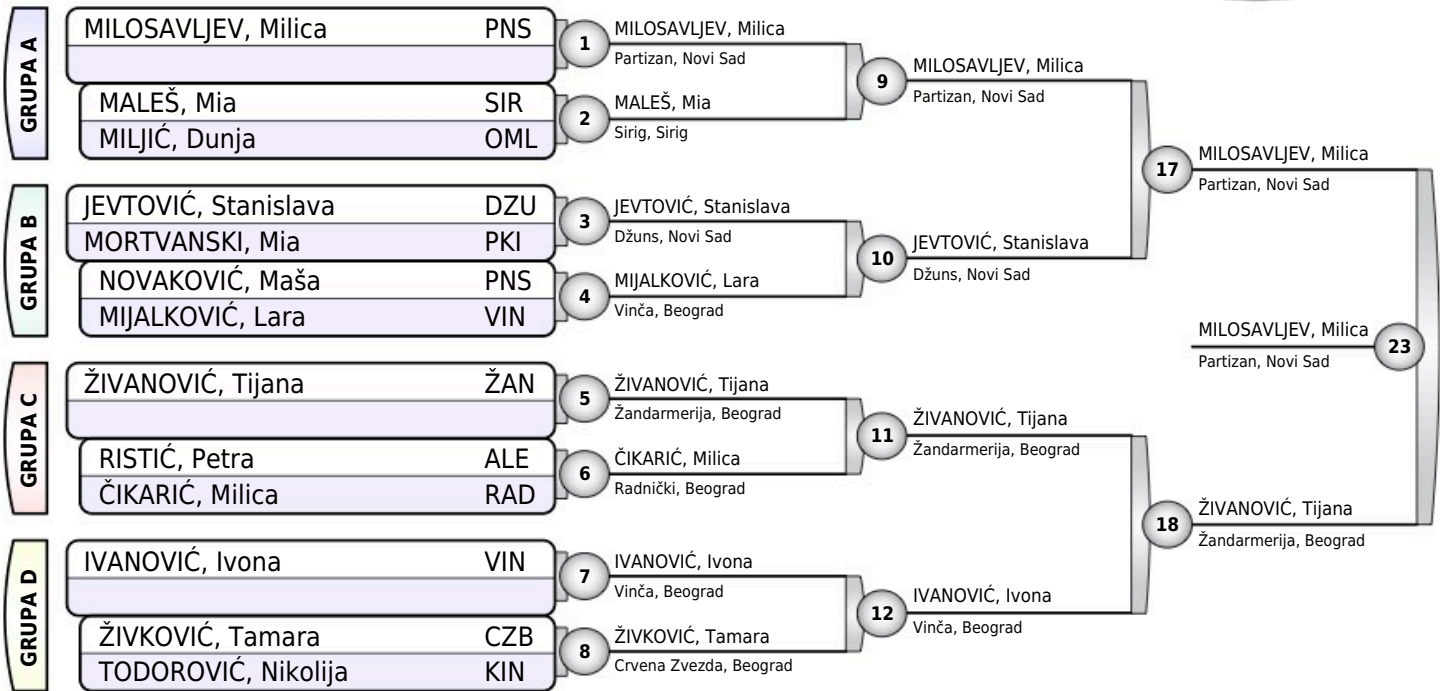 GRUPA A
MILOSAVLJEV, Milica PNS
MALEŠ, Mia SIR
MILJIĆ, Dunja OML
GRUPA B
JEVTOVIĆ, Stanislava DZU
MORTVANSKI, Mia PKI
NOVAKOVIĆ, Maša PNS
MIJALKOVIĆ, Lara VIN
GRUPA C
ŽIVANOVIĆ, Tijana ŽAN
RISTIĆ, Petra ALE
ČIKARIĆ, Milica RAD
GRUPA D
IVANOVIĆ, Ivona VIN
ŽIVKOVIĆ, Tamara CZB
TODOROVIĆ, Nikolija KIN
1
MILOSAVLJEV, Milica
Partizan, Novi Sad
2
MALEŠ, Mia
Sirig, Sirig
3
JEVTOVIĆ, Stanislava
Džuns, Novi Sad
4
MIJALKOVIĆ, Lara
Vinča, Beograd
5
ŽIVANOVIĆ, Tijana
Žandarmerija, Beograd
6
ČIKARIĆ, Milica
Radnički, Beograd
7
IVANOVIĆ, Ivona
Vinča, Beograd
8
ŽIVKOVIĆ, Tamara
Crvena Zvezda, Beograd
9
MILOSAVLJEV, Milica
Partizan, Novi Sad
10
JEVTOVIĆ, Stanislava
Džuns, Novi Sad
11
ŽIVANOVIĆ, Tijana
Žandarmerija, Beograd
12
IVANOVIĆ, Ivona
Vinča, Beograd
17
MILOSAVLJEV, Milica
Partizan, Novi Sad
18
ŽIVANOVIĆ, Tijana
Žandarmerija, Beograd
MILOSAVLJEV, Milica
Partizan, Novi Sad
23